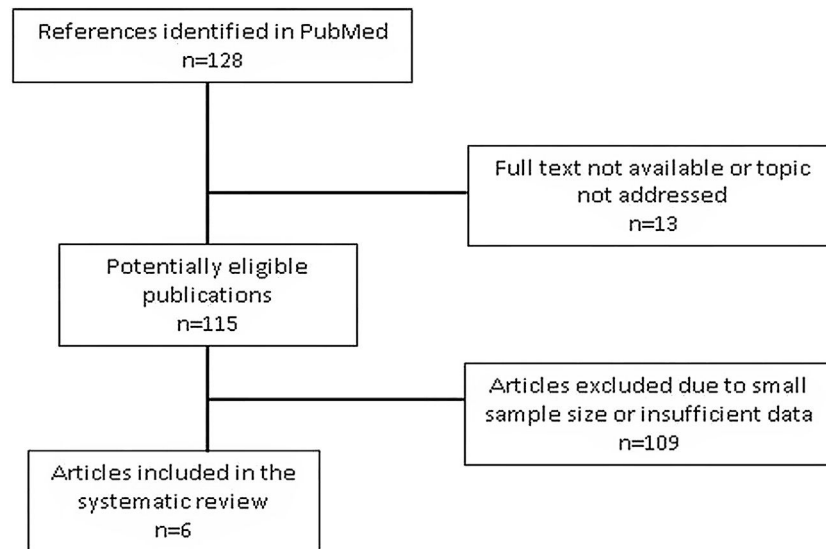 References identified in PubMed
n=128
Full text not available or topic
not addressed
n=13
Potentially eligible
publications
n=115
Articles excluded due to small
sample size or insufficient data
n=109
Articles included in the
systematic review
n=6